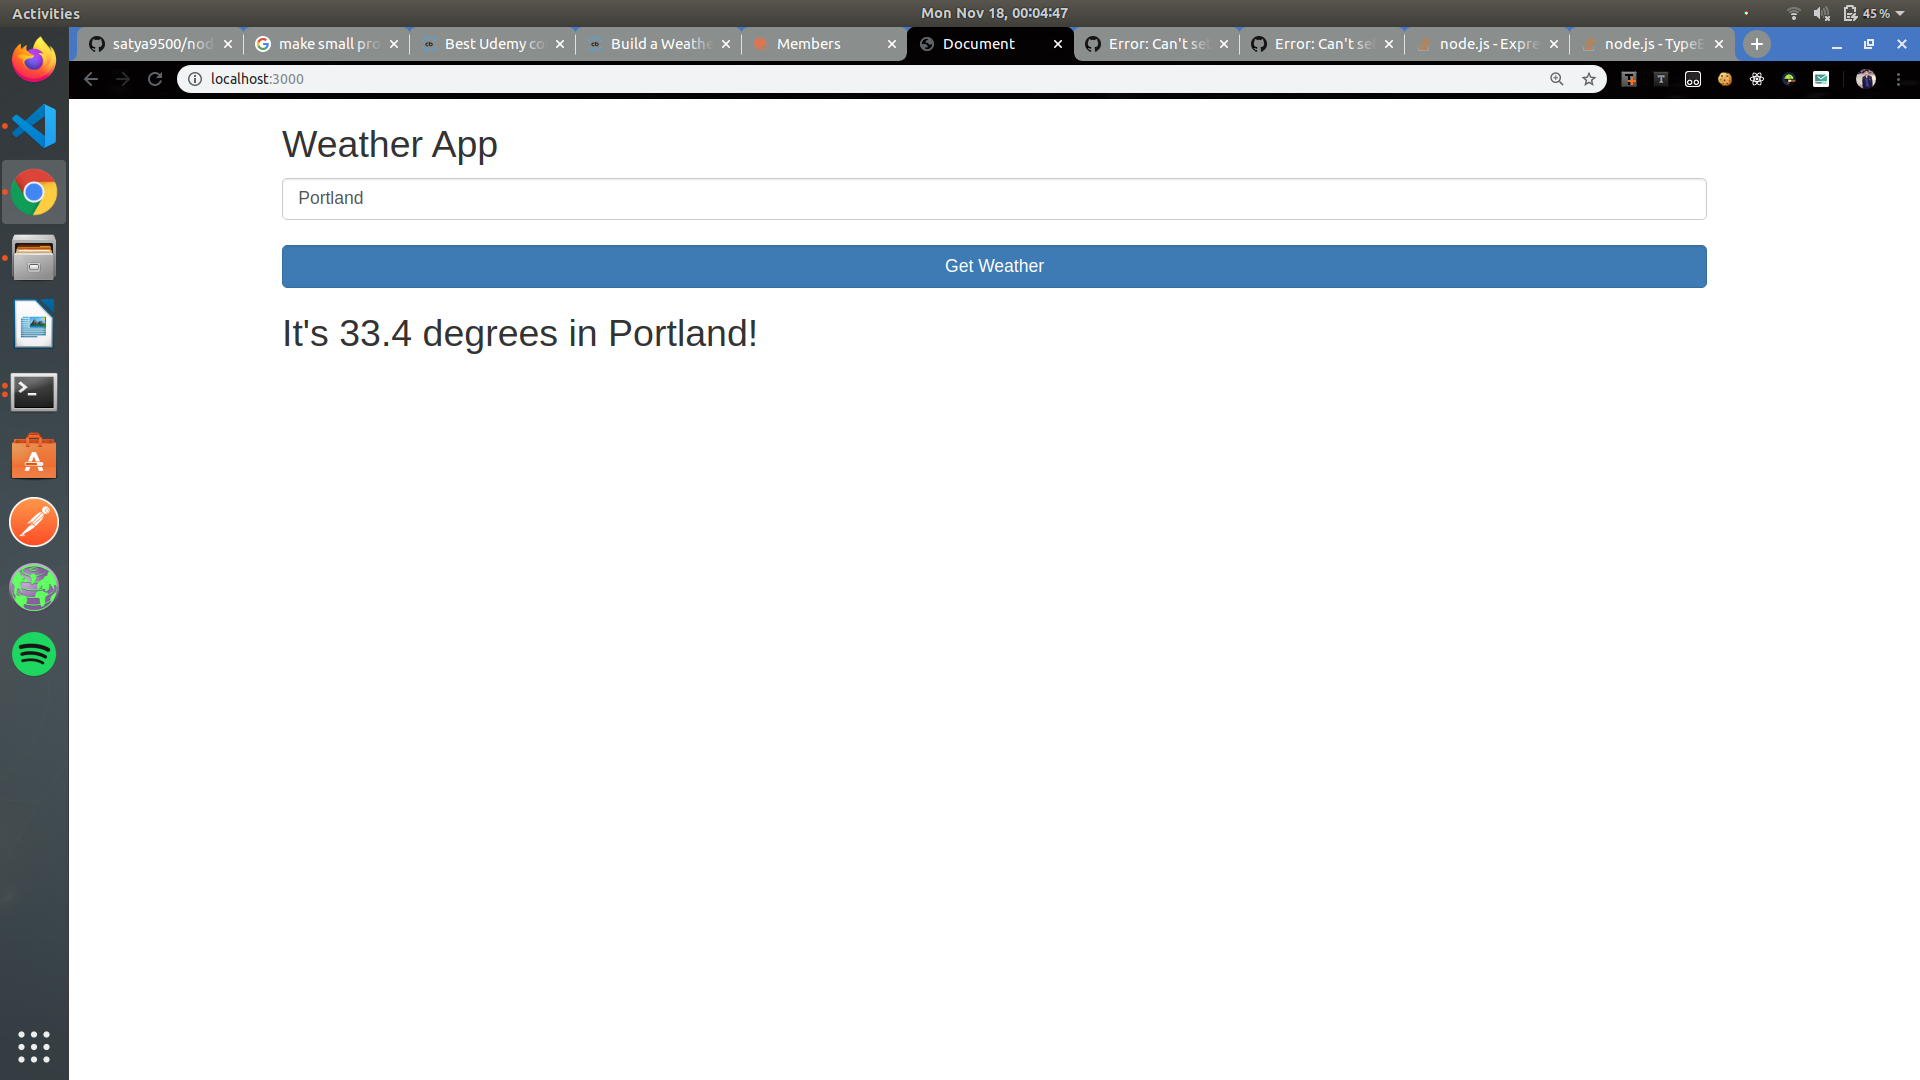 Activities
Mon Nov 18, 00:04:47
45 %
satya9500/nod
make small pro
Best Udemy co
Build a Weathe
Members
Document
Error: Can't set
Error: Can't set
node.js - Expre
node.js - TypeE
localhost:3000
Weather App
Portland
Get Weather
It's 33.4 degrees in Portland!